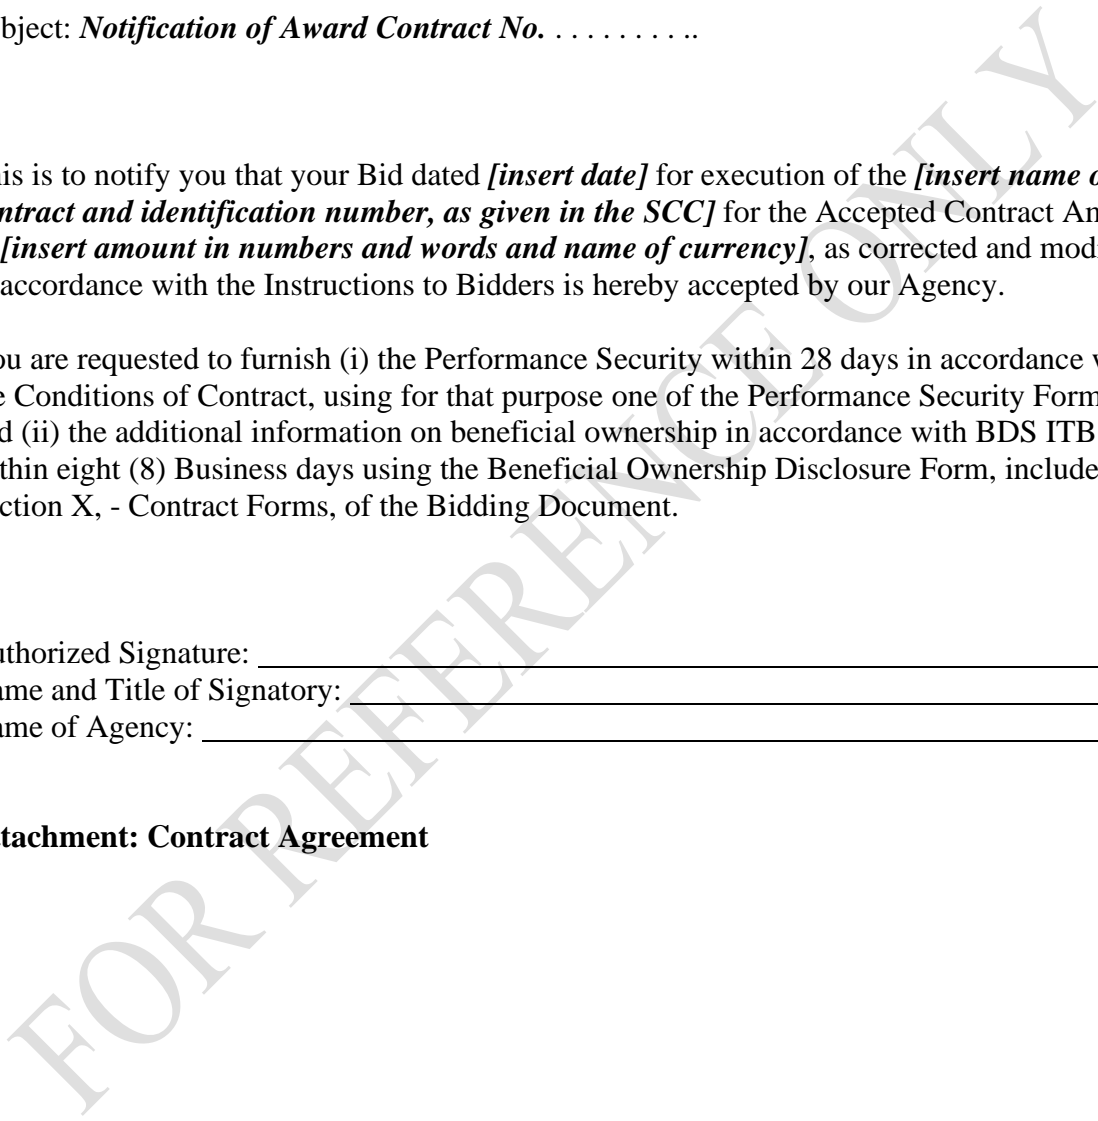 bject: Notification of Award Contract No. . . . . . . . . ..
is is to notify you that your Bid dated [insert date] for execution of the [insert name o
ntract and identification number, as given in the SCC] for the Accepted Contract An
[insert amount in numbers and words and name of currency], as corrected and modi
accordance with the Instructions to Bidders is hereby accepted by our Agency.
ou are requested to furnish (i) the Performance Security within 28 days in accordance w
e Conditions of Contract, using for that purpose one of the Performance Security Form
d (ii) the additional information on beneficial ownership in accordance with BDS ITB
thin eight (8) Business days using the Beneficial Ownership Disclosure Form, include
ction X, - Contract Forms, of the Bidding Document.
uthorized Signature:
ame and Title of Signatory:
ame of Agency:
ttachment: Contract Agreement
FOR REFERENCE ONLY